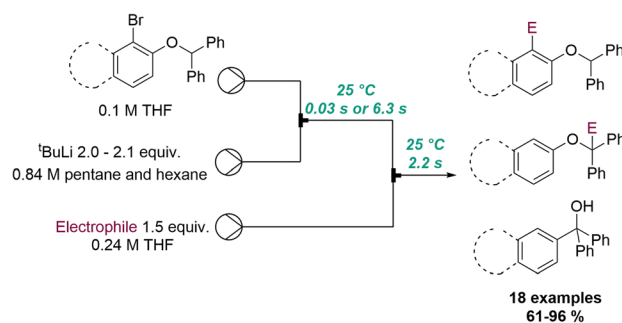 Br
O
Ph
Ph
0.1 M THF
ᵗBuLi 2.0 - 2.1 equiv.
0.84 M pentane and hexane
Electrophile 1.5 equiv.
0.24 M THF
25 °C
0.03 s or 6.3 s
25 °C
2.2 s
E
O
Ph
Ph
E
O
Ph
Ph
OH
Ph
Ph
18 examples
61-96 %